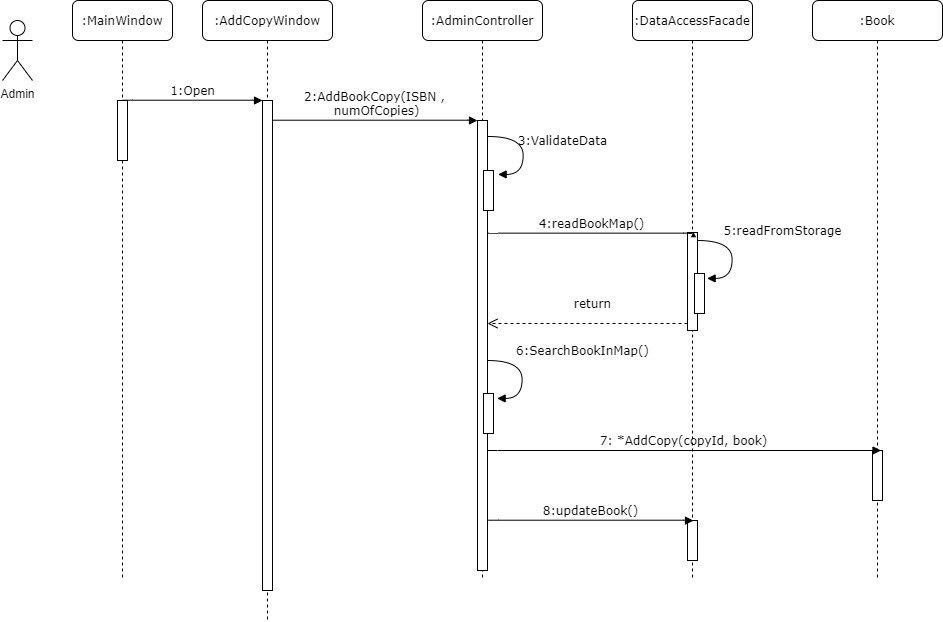 :MainWindow
:AddCopyWindow
:AdminController
:DataAccessFacade
:Book
Admin
1:Open
2:AddBookCopy(ISBN ,
numOfCopies)
3:ValidateData
4:readBookMap()
5:readFromStorage
return
6:SearchBookInMap()
7: *AddCopy(copyId, book)
8:updateBook()